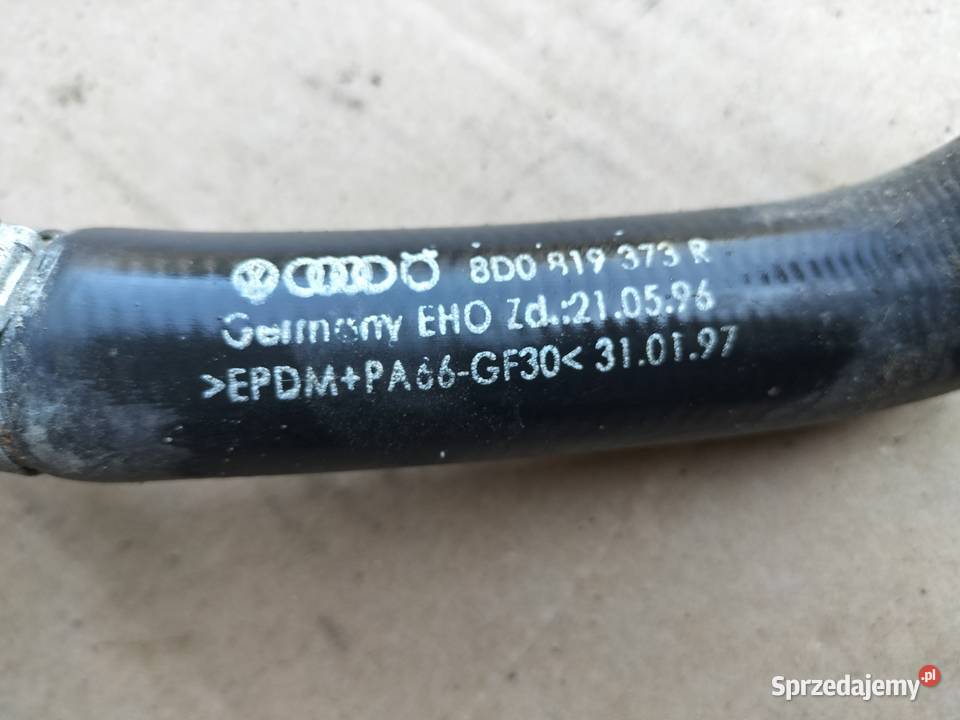 8D0 819 373 R
Germany EHO Zd.:21.05.96
>EPDM+PA66-GF30< 31.01.97
Sprzedajemy.pl